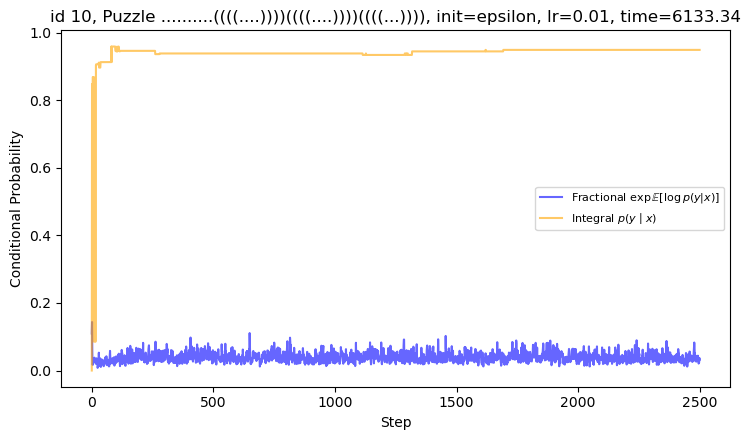 id 10, Puzzle ..........((((....))))((((....))))((((...)))), init=epsilon, lr=0.01, time=6133.34
1.0
0.8
0.6
0.4
0.2
0.0
Conditional Probability
Fractional exp𝔼[log p(y|x)]
Integral p(y | x)
0
500
1000
1500
2000
2500
Step